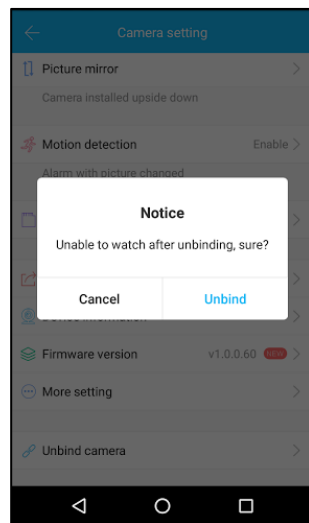 Camera setting
Picture mirror
Camera installed upside down
Motion detection Enable
Alarm with picture changed
Notice
Unable to watch after unbinding, sure?
Cancel Unbind
Firmware version v1.0.0.60 NEW
More setting
Unbind camera